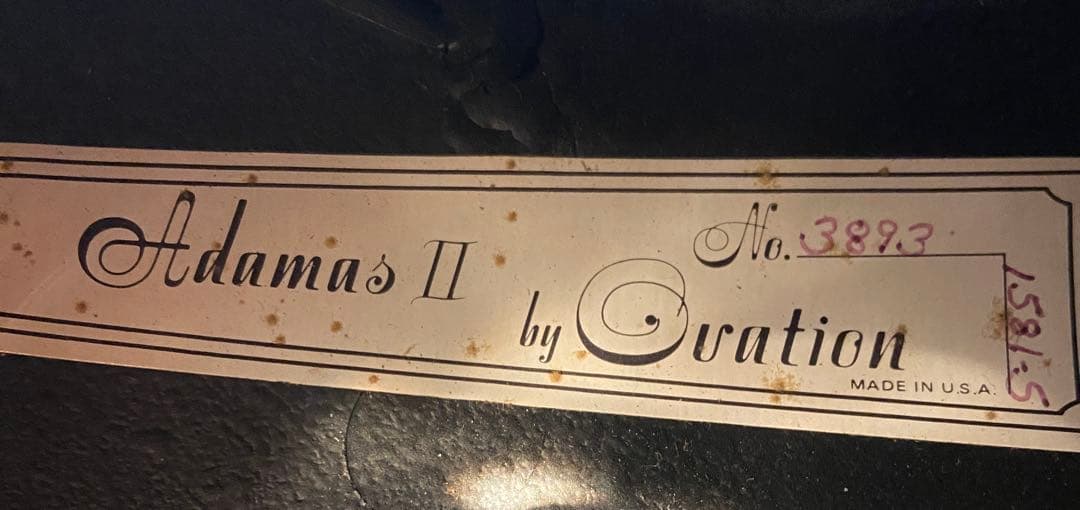 Adamas II
No. 3893
by Ovation
MADE IN U.S.A.
1581-5